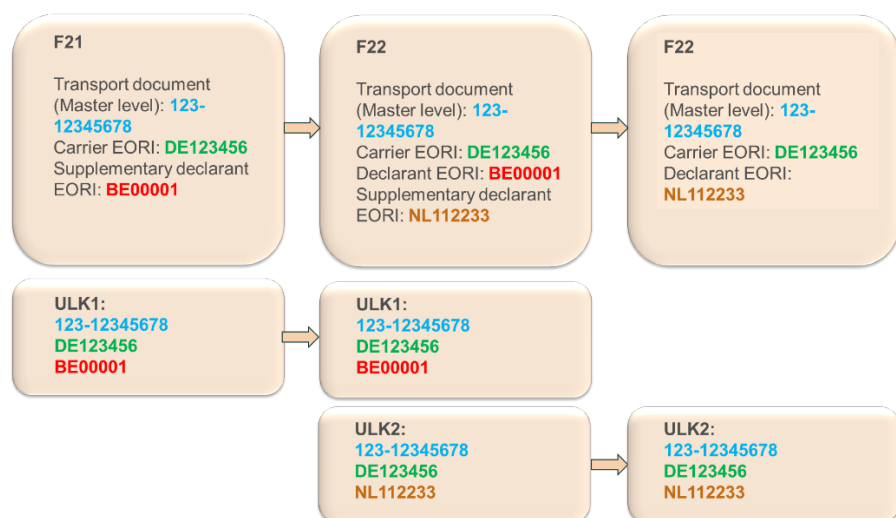 F21
Transport document
(Master level): 123-
12345678
Carrier EORI: DE123456
Supplementary declarant
EORI: BE00001
F22
Transport document
(Master level): 123-
12345678
Carrier EORI: DE123456
Declarant EORI: BE00001
Supplementary declarant
EORI: NL112233
F22
Transport document
(Master level): 123-
12345678
Carrier EORI: DE123456
Declarant EORI:
NL112233
ULK1:
123-12345678
DE123456
BE00001
ULK1:
123-12345678
DE123456
BE00001
ULK2:
123-12345678
DE123456
NL112233
ULK2:
123-12345678
DE123456
NL112233